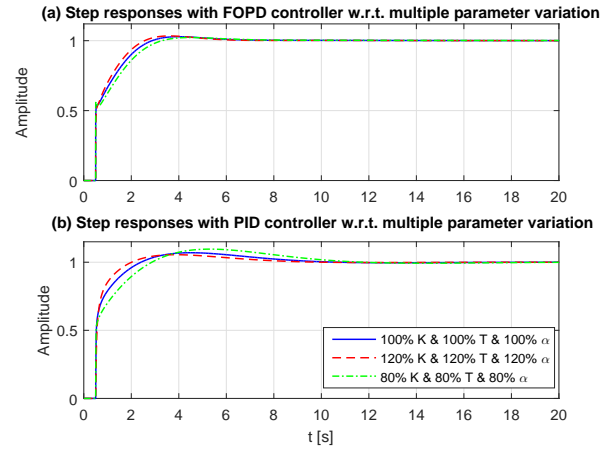 (a) Step responses with FOPD controller w.r.t. multiple parameter variation
1
0.5
0
Amplitude
0 2 4 6 8 10 12 14 16 18 20
(b) Step responses with PID controller w.r.t. multiple parameter variation
1
0.5
0
Amplitude
100% K & 100% T & 100% α
120% K & 120% T & 120% α
80% K & 80% T & 80% α
0 2 4 6 8 10 12 14 16 18 20
t [s]